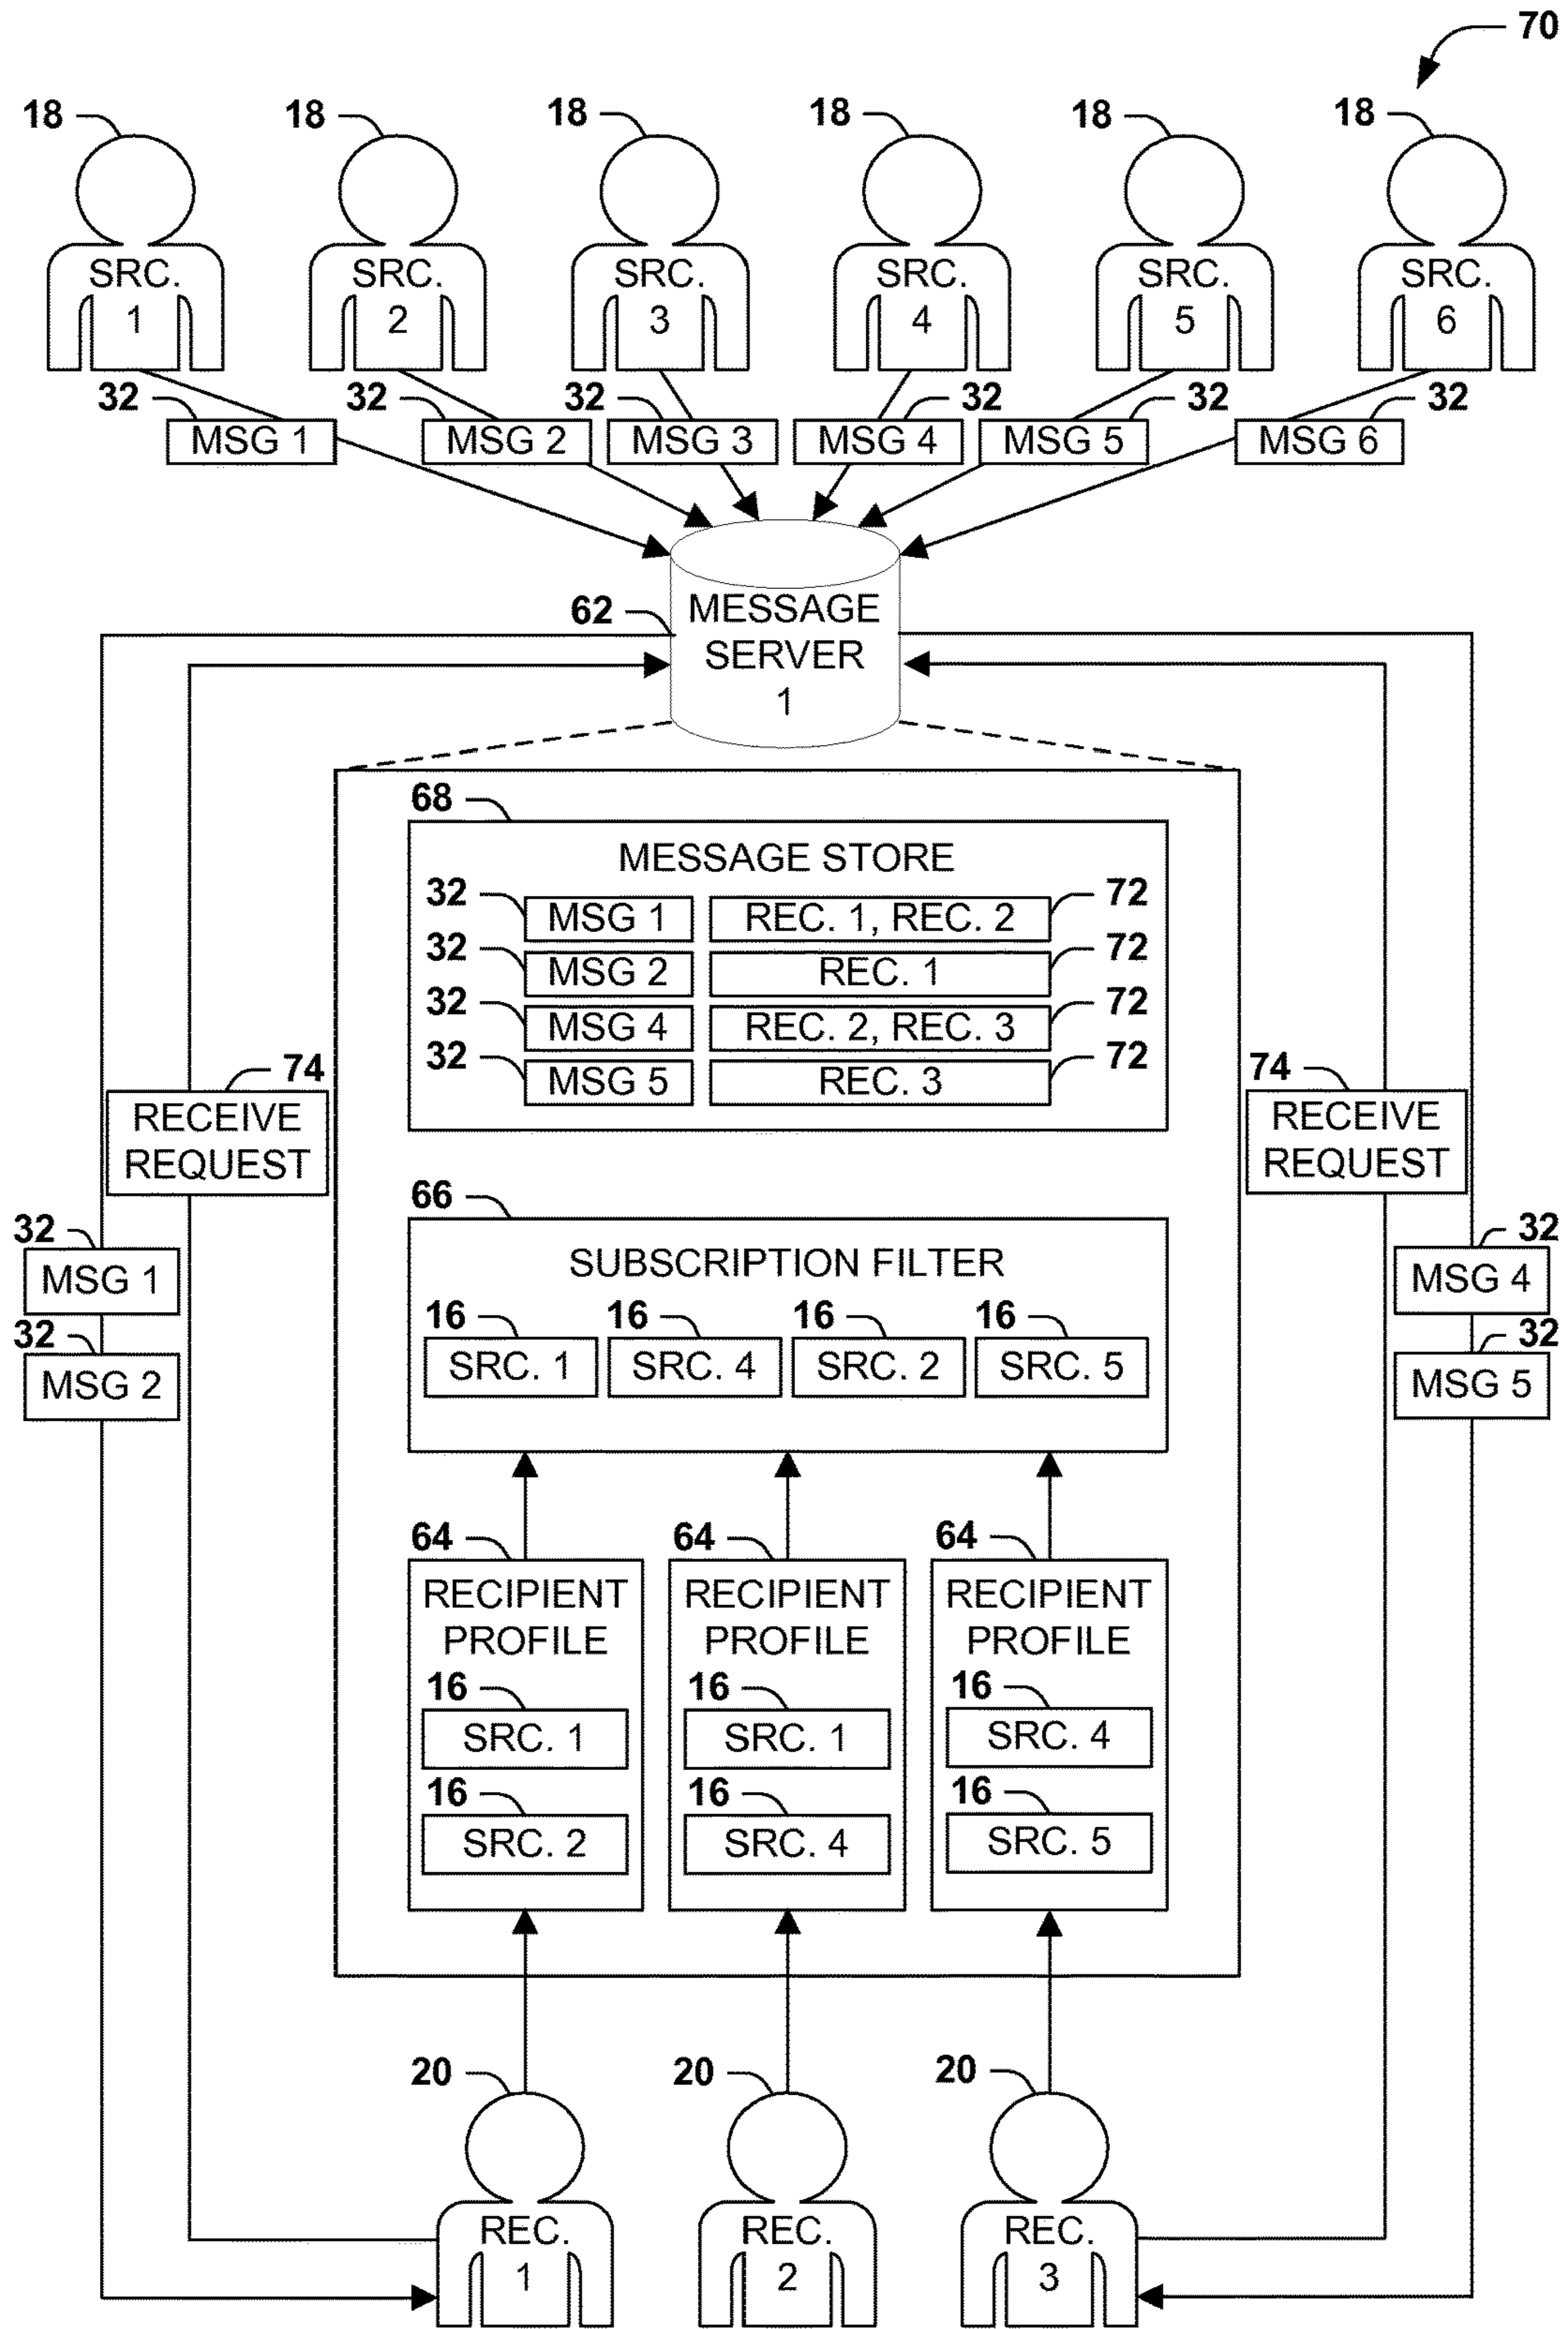 70
18 18 18 18 18 18
SRC. SRC. SRC. SRC. SRC. SRC.
1 2 3 4 5 6
32 32 32 32 32 32
MSG 1 MSG 2 MSG 3 MSG 4 MSG 5 MSG 6
62
MESSAGE
SERVER
1
68
MESSAGE STORE
32 MSG 1 REC. 1, REC. 2 72
32 MSG 2 REC. 1 72
32 MSG 4 REC. 2, REC. 3 72
32 MSG 5 REC. 3 72
74
RECEIVE
REQUEST
74
RECEIVE
REQUEST
32
MSG 1
32
MSG 2
66
SUBSCRIPTION FILTER
16 16 16 16
SRC. 1 SRC. 4 SRC. 2 SRC. 5
32
MSG 4
32
MSG 5
64 64 64
RECIPIENT RECIPIENT RECIPIENT
PROFILE PROFILE PROFILE
16 16 16
SRC. 1 SRC. 1 SRC. 4
16 16 16
SRC. 2 SRC. 4 SRC. 5
20 20 20
REC. REC. REC.
1 2 3